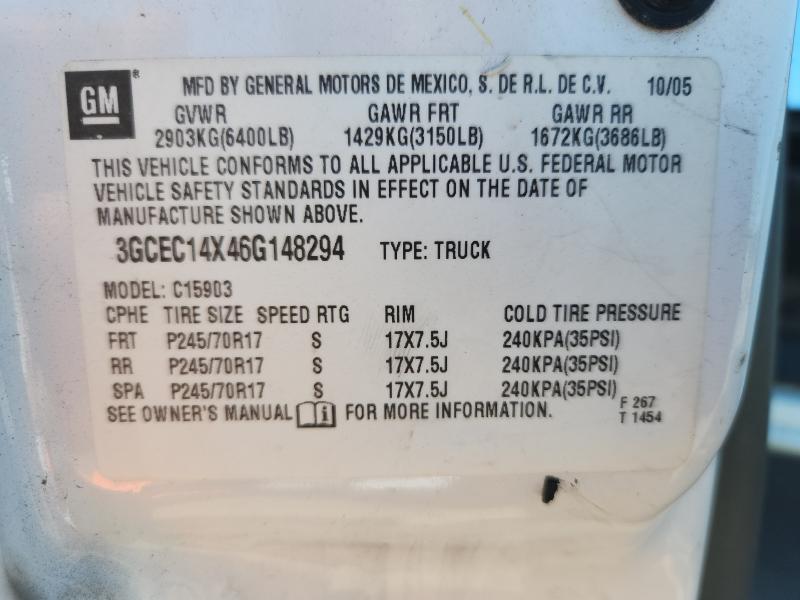 GM ® MFD BY GENERAL MOTORS DE MEXICO, S. DE R.L. DE C.V. 10/05
GVWR GAWR FRT GAWR RR
2903KG(6400LB) 1429KG(3150LB) 1672KG(3686LB)
THIS VEHICLE CONFORMS TO ALL APPLICABLE U.S. FEDERAL MOTOR
VEHICLE SAFETY STANDARDS IN EFFECT ON THE DATE OF
MANUFACTURE SHOWN ABOVE.
3GCEC14X46G148294 TYPE: TRUCK
MODEL: C15903
CPHE TIRE SIZE SPEED RTG RIM COLD TIRE PRESSURE
FRT P245/70R17 S 17X7.5J 240KPA(35PSI)
RR P245/70R17 S 17X7.5J 240KPA(35PSI)
SPA P245/70R17 S 17X7.5J 240KPA(35PSI)
SEE OWNER'S MANUAL i FOR MORE INFORMATION. F 267
T 1454